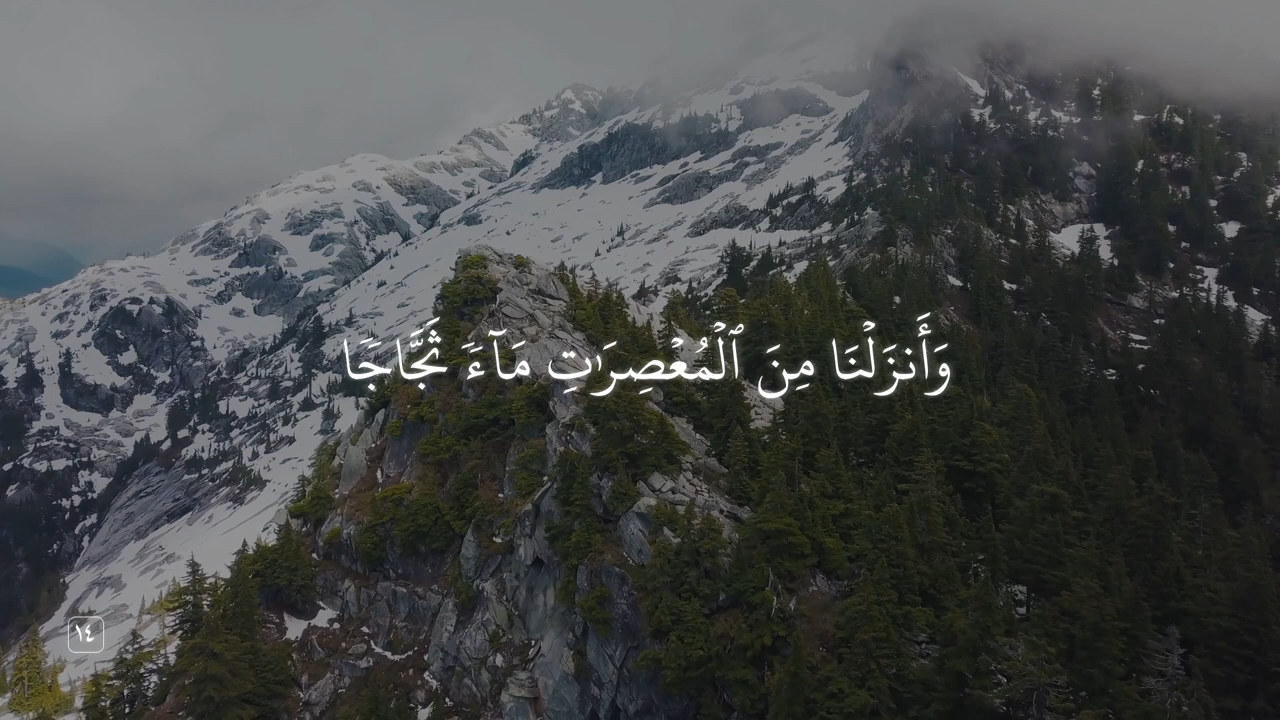 وَأَنزَلۡنَا مِنَ ٱلۡمُعۡصِرَٰتِ مَآءَ ثَجَّاجَا
١٤